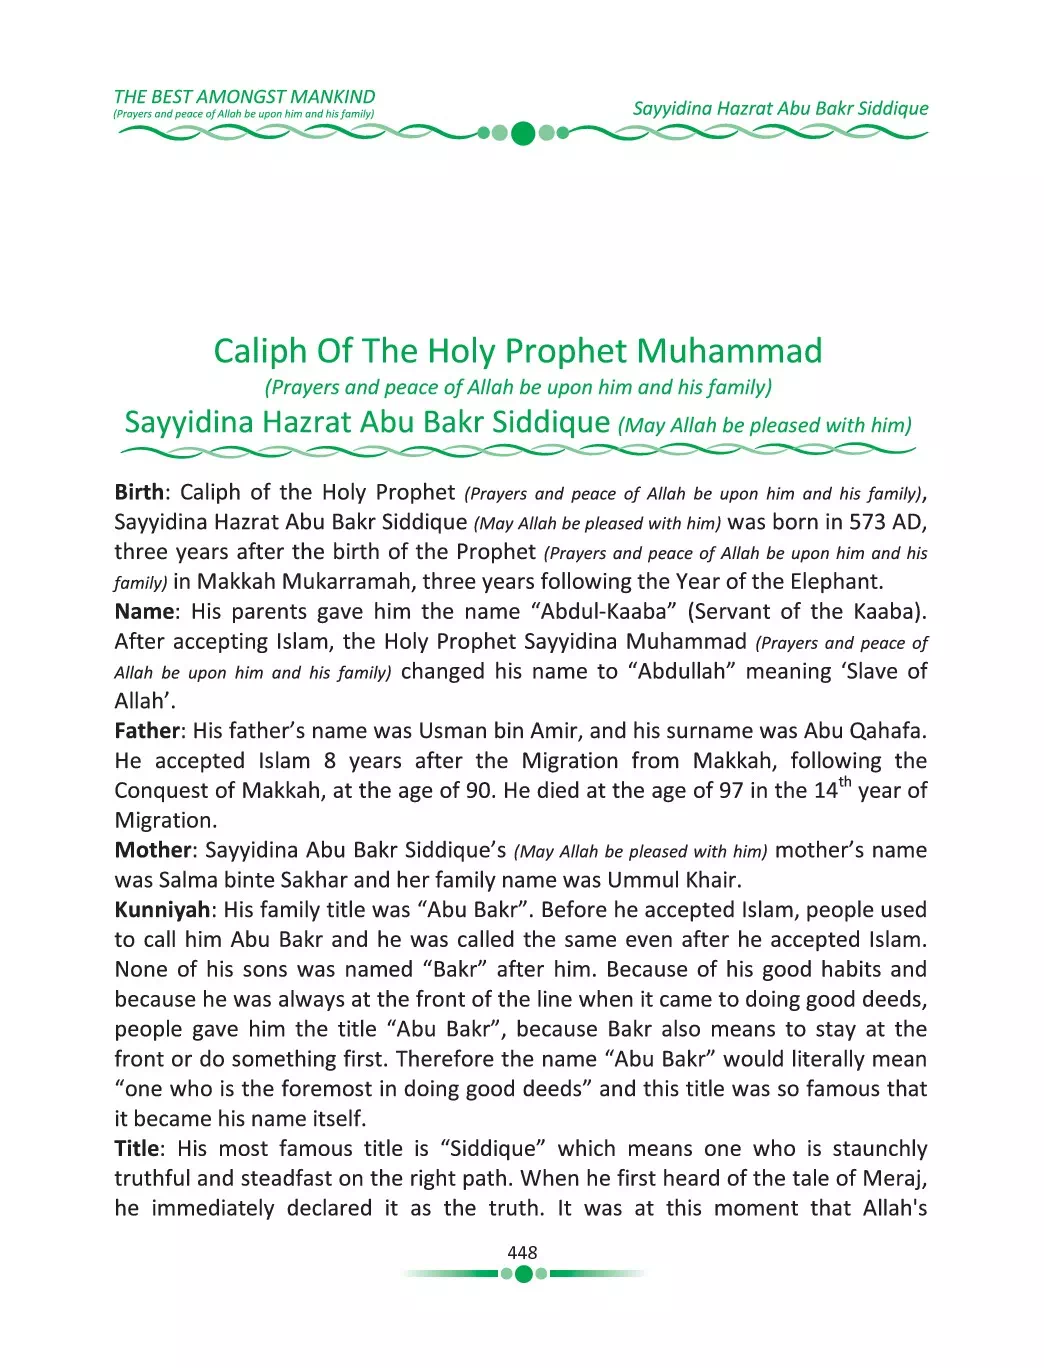 THE BEST AMONGST MANKIND
(Prayers and peace of Allah be upon him and his family)
Sayyidina Hazrat Abu Bakr Siddique
Caliph Of The Holy Prophet Muhammad
(Prayers and peace of Allah be upon him and his family)
Sayyidina Hazrat Abu Bakr Siddique (May Allah be pleased with him)
Birth: Caliph of the Holy Prophet (Prayers and peace of Allah be upon him and his family),
Sayyidina Hazrat Abu Bakr Siddique (May Allah be pleased with him) was born in 573 AD,
three years after the birth of the Prophet (Prayers and peace of Allah be upon him and his
family) in Makkah Mukarramah, three years following the Year of the Elephant.
Name: His parents gave him the name “Abdul-Kaaba” (Servant of the Kaaba).
After accepting Islam, the Holy Prophet Sayyidina Muhammad (Prayers and peace of
Allah be upon him and his family) changed his name to “Abdullah” meaning ‘Slave of
Allah’.
Father: His father’s name was Usman bin Amir, and his surname was Abu Qahafa.
He accepted Islam 8 years after the Migration from Makkah, following the
Conquest of Makkah, at the age of 90. He died at the age of 97 in the 14th year of
Migration.
Mother: Sayyidina Abu Bakr Siddique’s (May Allah be pleased with him) mother’s name
was Salma binte Sakhar and her family name was Ummul Khair.
Kunniyah: His family title was “Abu Bakr”. Before he accepted Islam, people used
to call him Abu Bakr and he was called the same even after he accepted Islam.
None of his sons was named “Bakr” after him. Because of his good habits and
because he was always at the front of the line when it came to doing good deeds,
people gave him the title “Abu Bakr”, because Bakr also means to stay at the
front or do something first. Therefore the name “Abu Bakr” would literally mean
“one who is the foremost in doing good deeds” and this title was so famous that
it became his name itself.
Title: His most famous title is “Siddique” which means one who is staunchly
truthful and steadfast on the right path. When he first heard of the tale of Meraj,
he immediately declared it as the truth. It was at this moment that Allah's
448